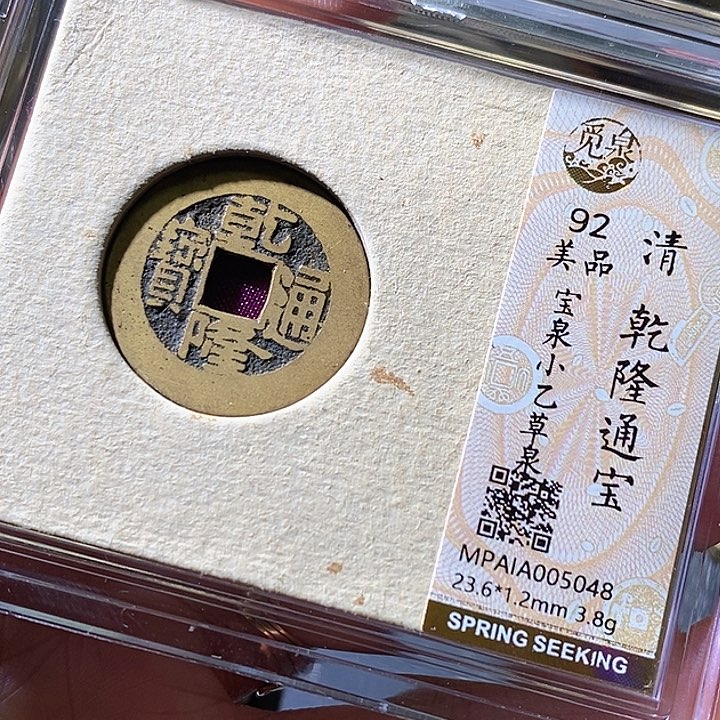 乾隆通寳
觅泉
清 乾隆通宝
92
美品
宝泉小乙草泉
MPAIA005048
23.6*1.2mm 3.8g
SPRING SEEKING